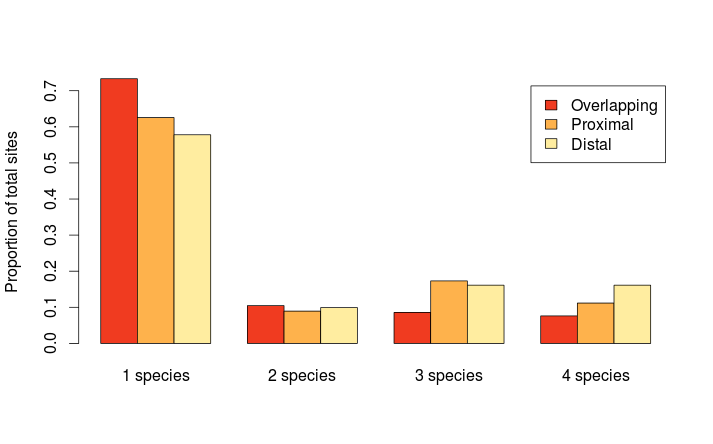 Proportion of total sites
0.7
0.6
0.5
0.4
0.3
0.2
0.1
0.0
Overlapping
Proximal
Distal
1 species 2 species 3 species 4 species